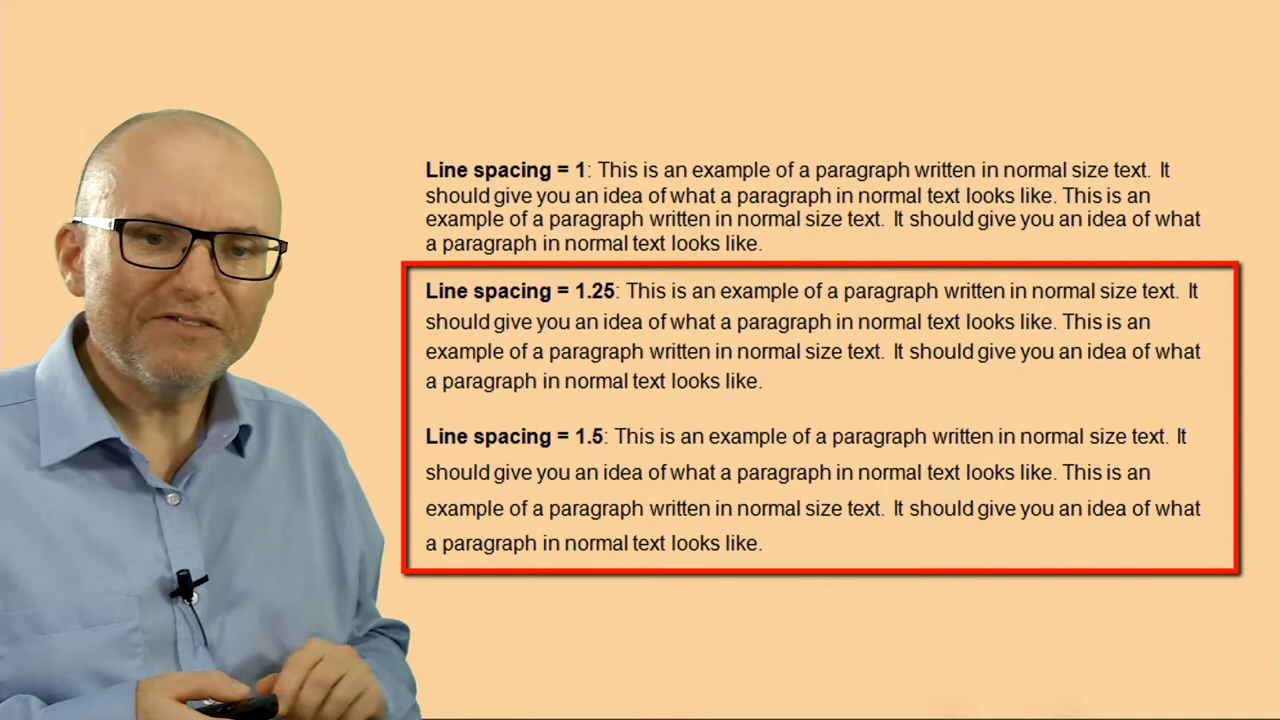 Line spacing = 1: This is an example of a paragraph written in normal size text. It
should give you an idea of what a paragraph in normal text looks like. This is an
example of a paragraph written in normal size text. It should give you an idea of what
a paragraph in normal text looks like.
Line spacing = 1.25: This is an example of a paragraph written in normal size text. It
should give you an idea of what a paragraph in normal text looks like. This is an
example of a paragraph written in normal size text. It should give you an idea of what
a paragraph in normal text looks like.
Line spacing = 1.5: This is an example of a paragraph written in normal size text. It
should give you an idea of what a paragraph in normal text looks like. This is an
example of a paragraph written in normal size text. It should give you an idea of what
a paragraph in normal text looks like.